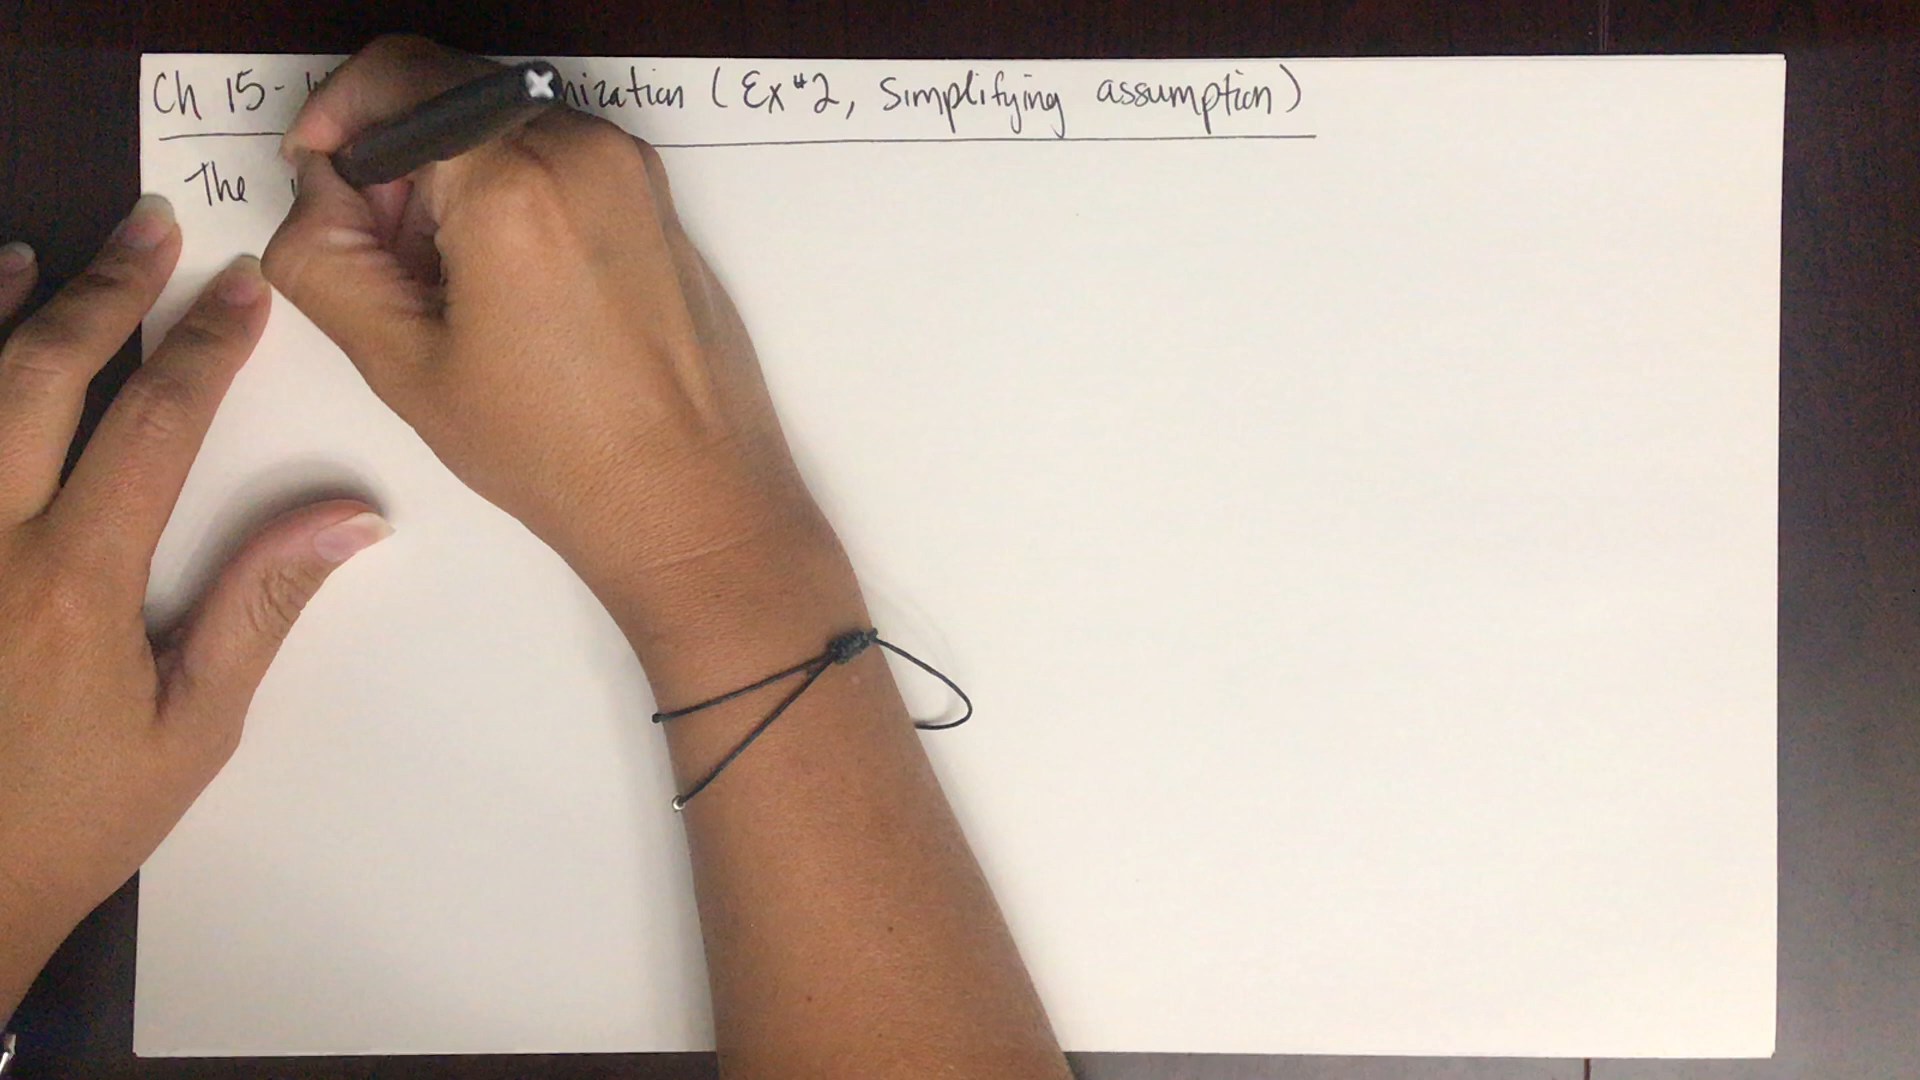 Ch 15- nization (Ex #2, Simplifying assumption)
The